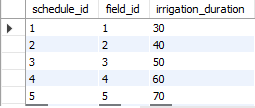 schedule_id field_id irrigation_duration
1 1 30
2 2 40
3 3 50
4 4 60
5 5 70